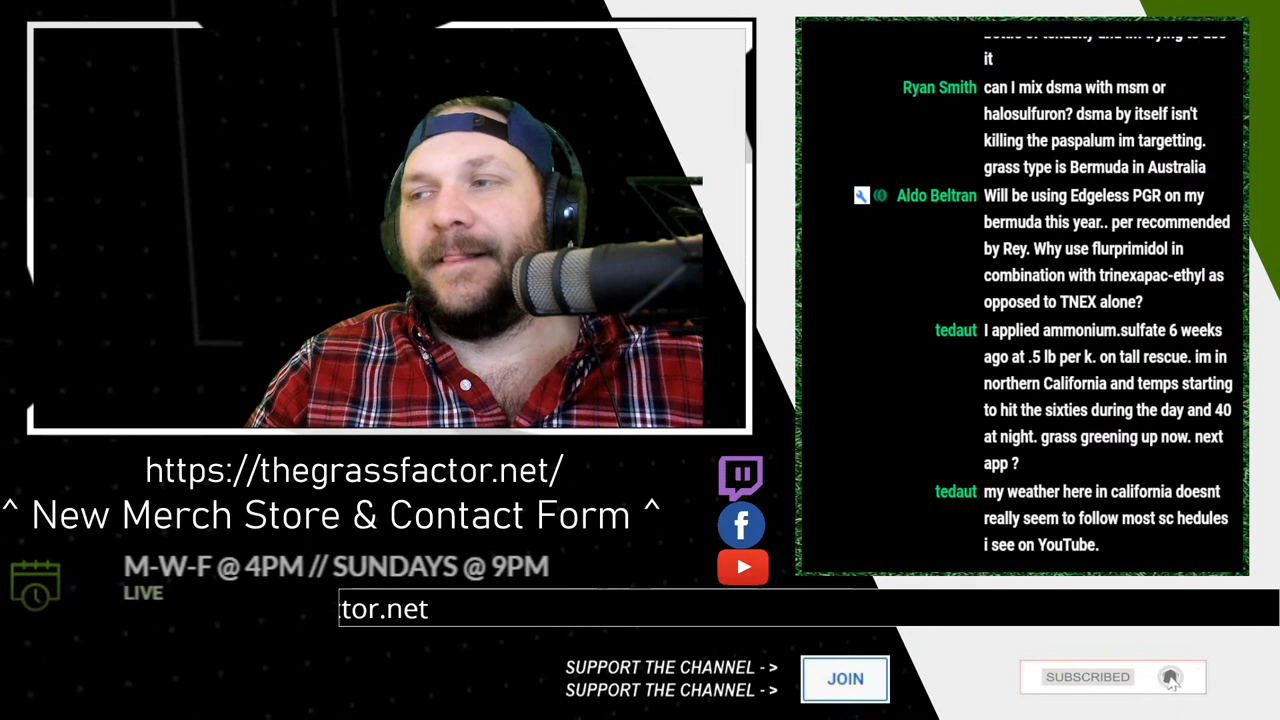 it
Ryan Smith can I mix dsma with msm or
halosulfuron? dsma by itself isn't
killing the paspalum im targetting.
grass type is Bermuda in Australia
Aldo Beltran Will be using Edgeless PGR on my
bermuda this year.. per recommended
by Rey. Why use flurprimidol in
combination with trinexapac-ethyl as
opposed to TNEX alone?
tedaut I applied ammonium.sulfate 6 weeks
ago at .5 lb per k. on tall rescue. im in
northern California and temps starting
to hit the sixties during the day and 40
at night. grass greening up now. next
app ?
tedaut my weather here in california doesnt
really seem to follow most sc hedules
i see on YouTube.
https://thegrassfactor.net/
^ New Merch Store & Contact Form ^
M-W-F @ 4PM // SUNDAYS @ 9PM
LIVE
tor.net
SUPPORT THE CHANNEL - >
SUPPORT THE CHANNEL - >
JOIN
SUBSCRIBED